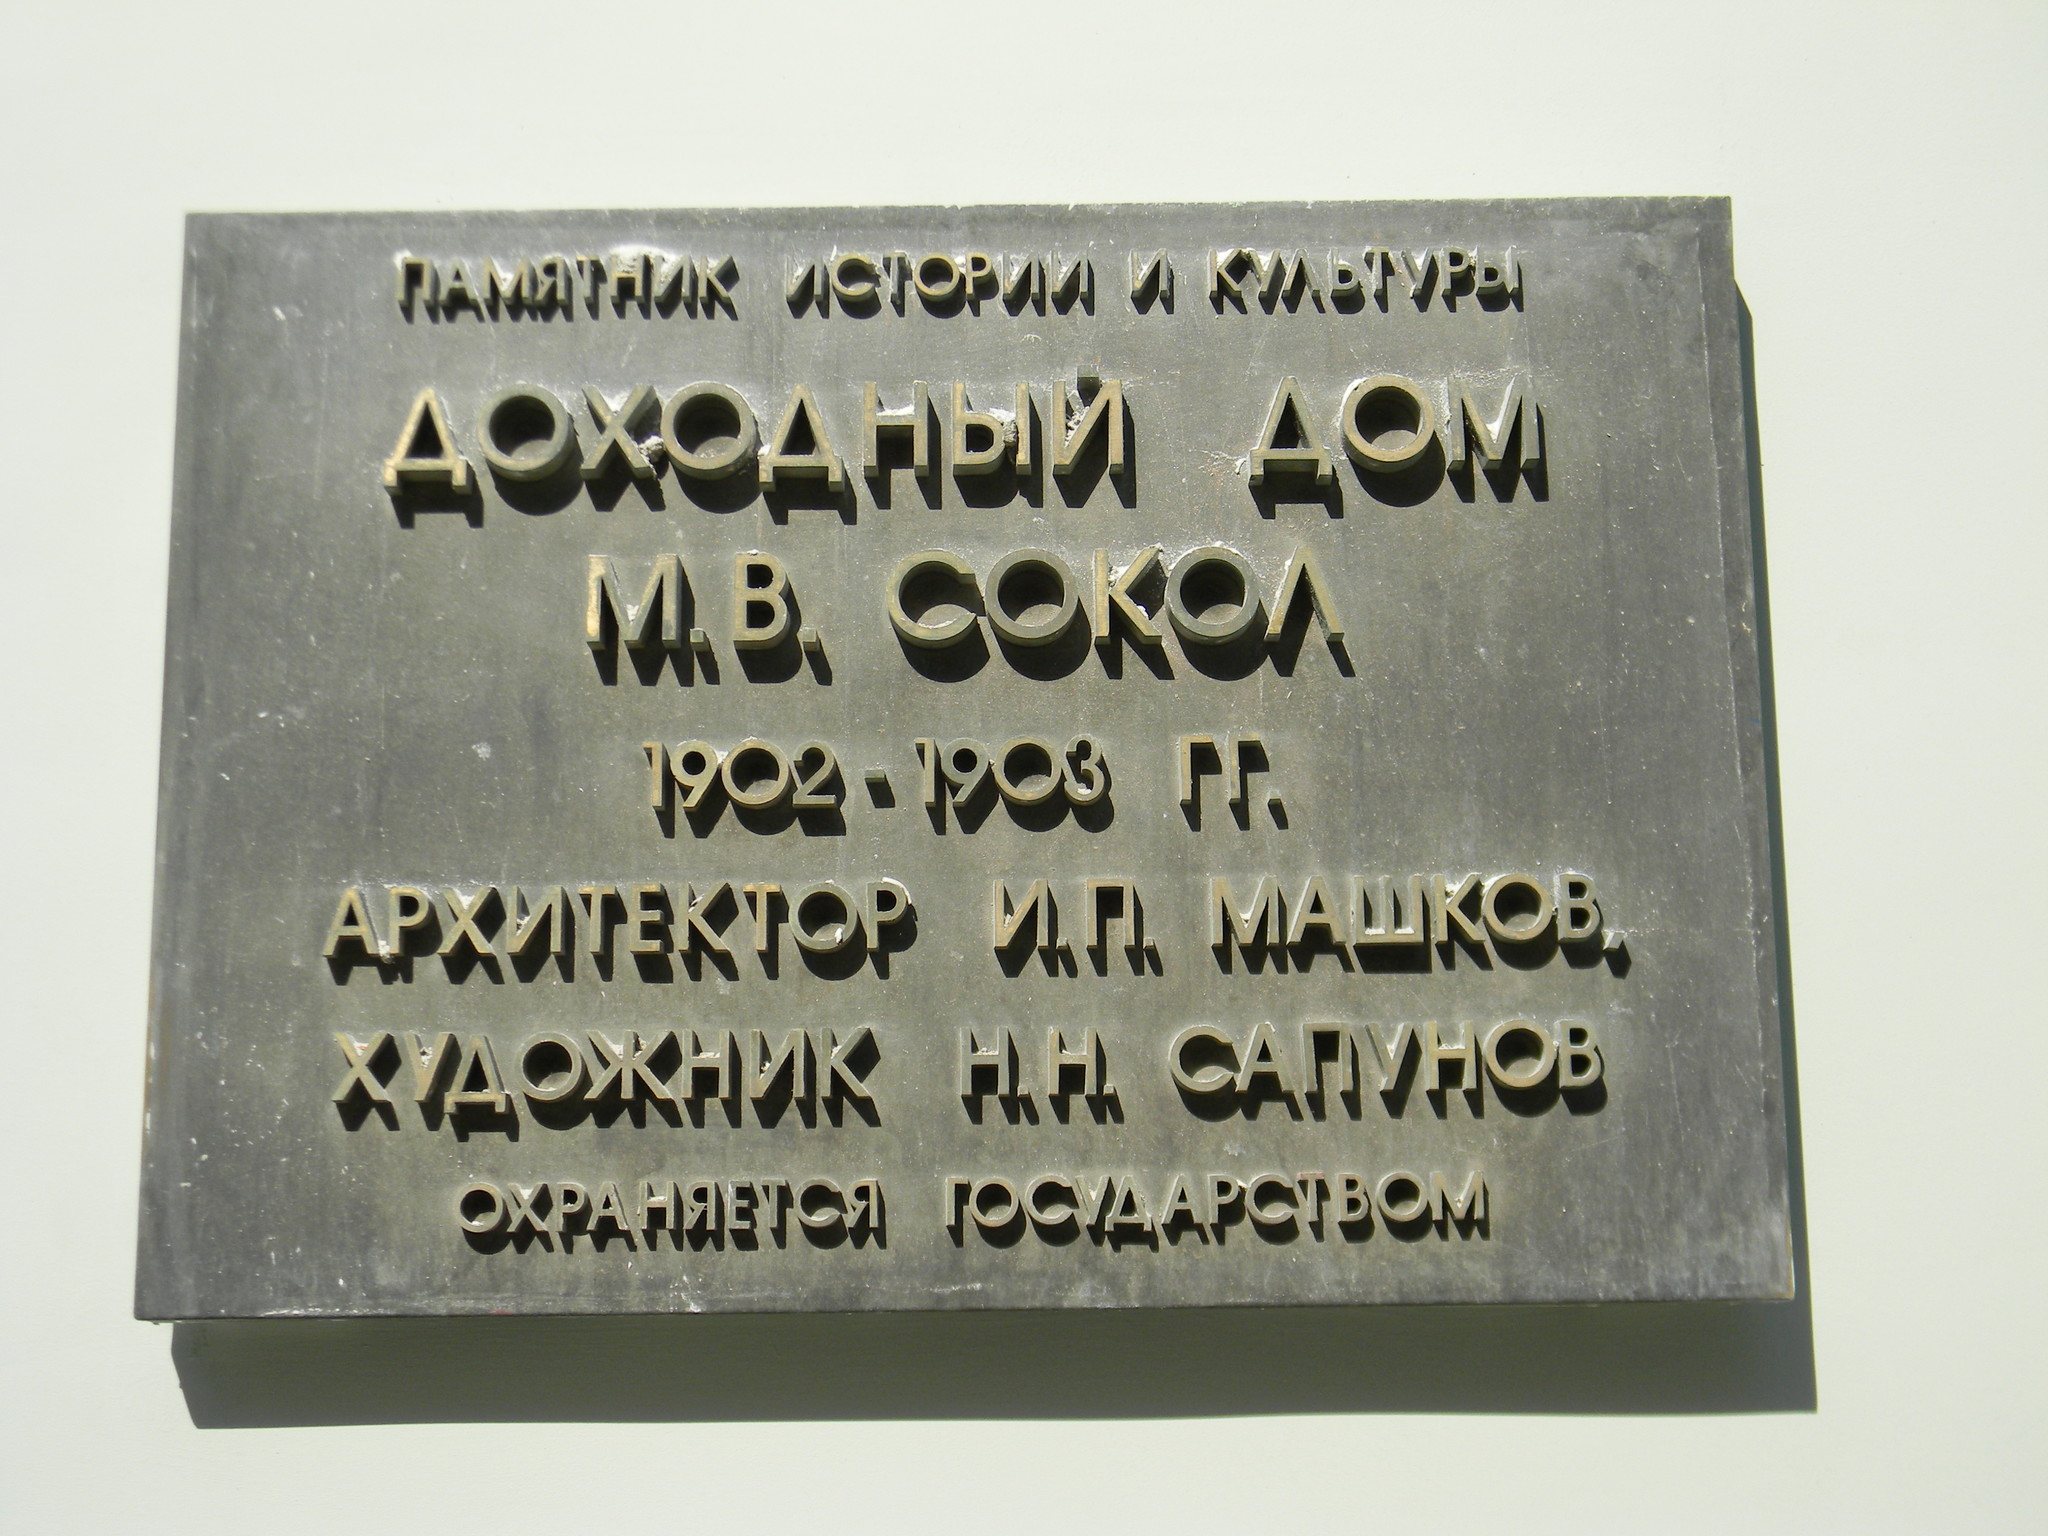 ПАМЯТНИК ИСТОРИИ И КУЛЬТУРЫ
ДОХОДНЫЙ ДОМ
М.В. СОКОЛ
1902-1903 ГГ.
АРХИТЕКТОР И.П. МАШКОВ,
ХУДОЖНИК Н.Н. САПУНОВ
ОХРАНЯЕТСЯ ГОСУДАРСТВОМ